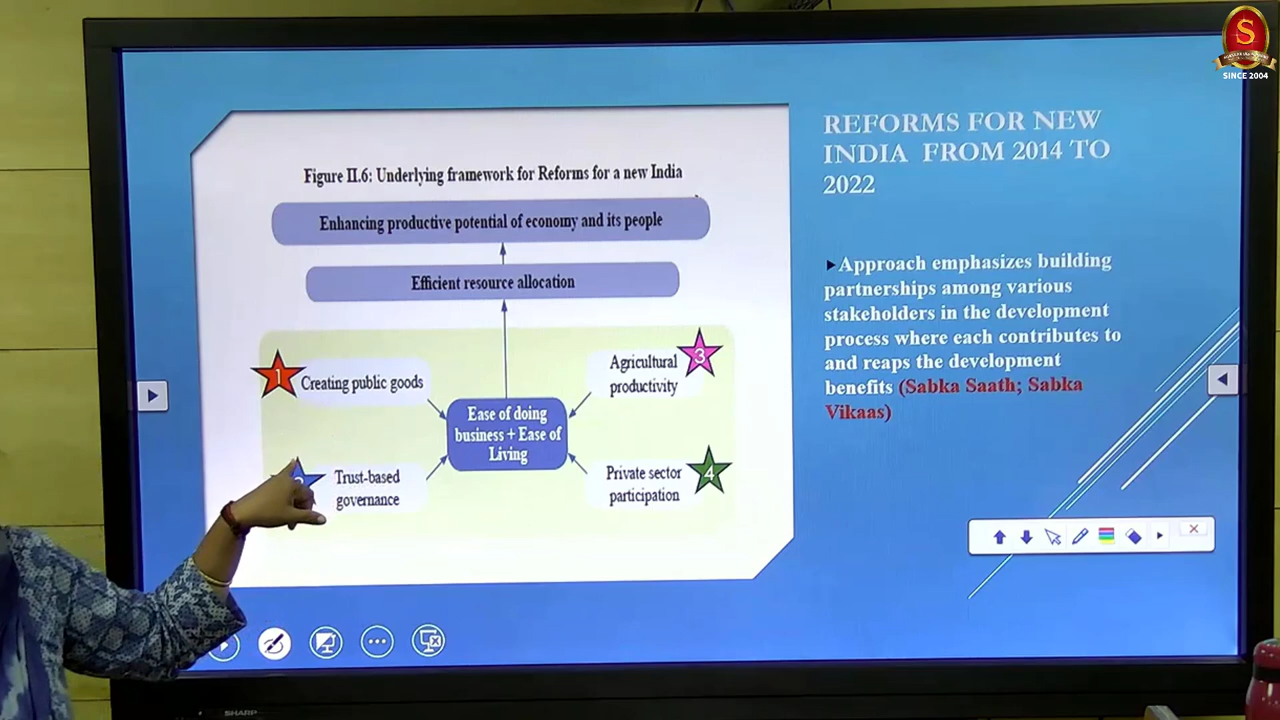 S
SINCE 2004
REFORMS FOR NEW
INDIA FROM 2014 TO
2022
Figure II.6: Underlying framework for Reforms for a new India
Enhancing productive potential of economy and its people
Efficient resource allocation
1
Creating public goods
Agricultural
productivity
3
Ease of doing
business + Ease of
Living
Trust-based
governance
Private sector
participation
4
Approach emphasizes building
partnerships among various
stakeholders in the development
process where each contributes to
and reaps the development
benefits (Sabka Saath; Sabka
Vikaas)
SHARP